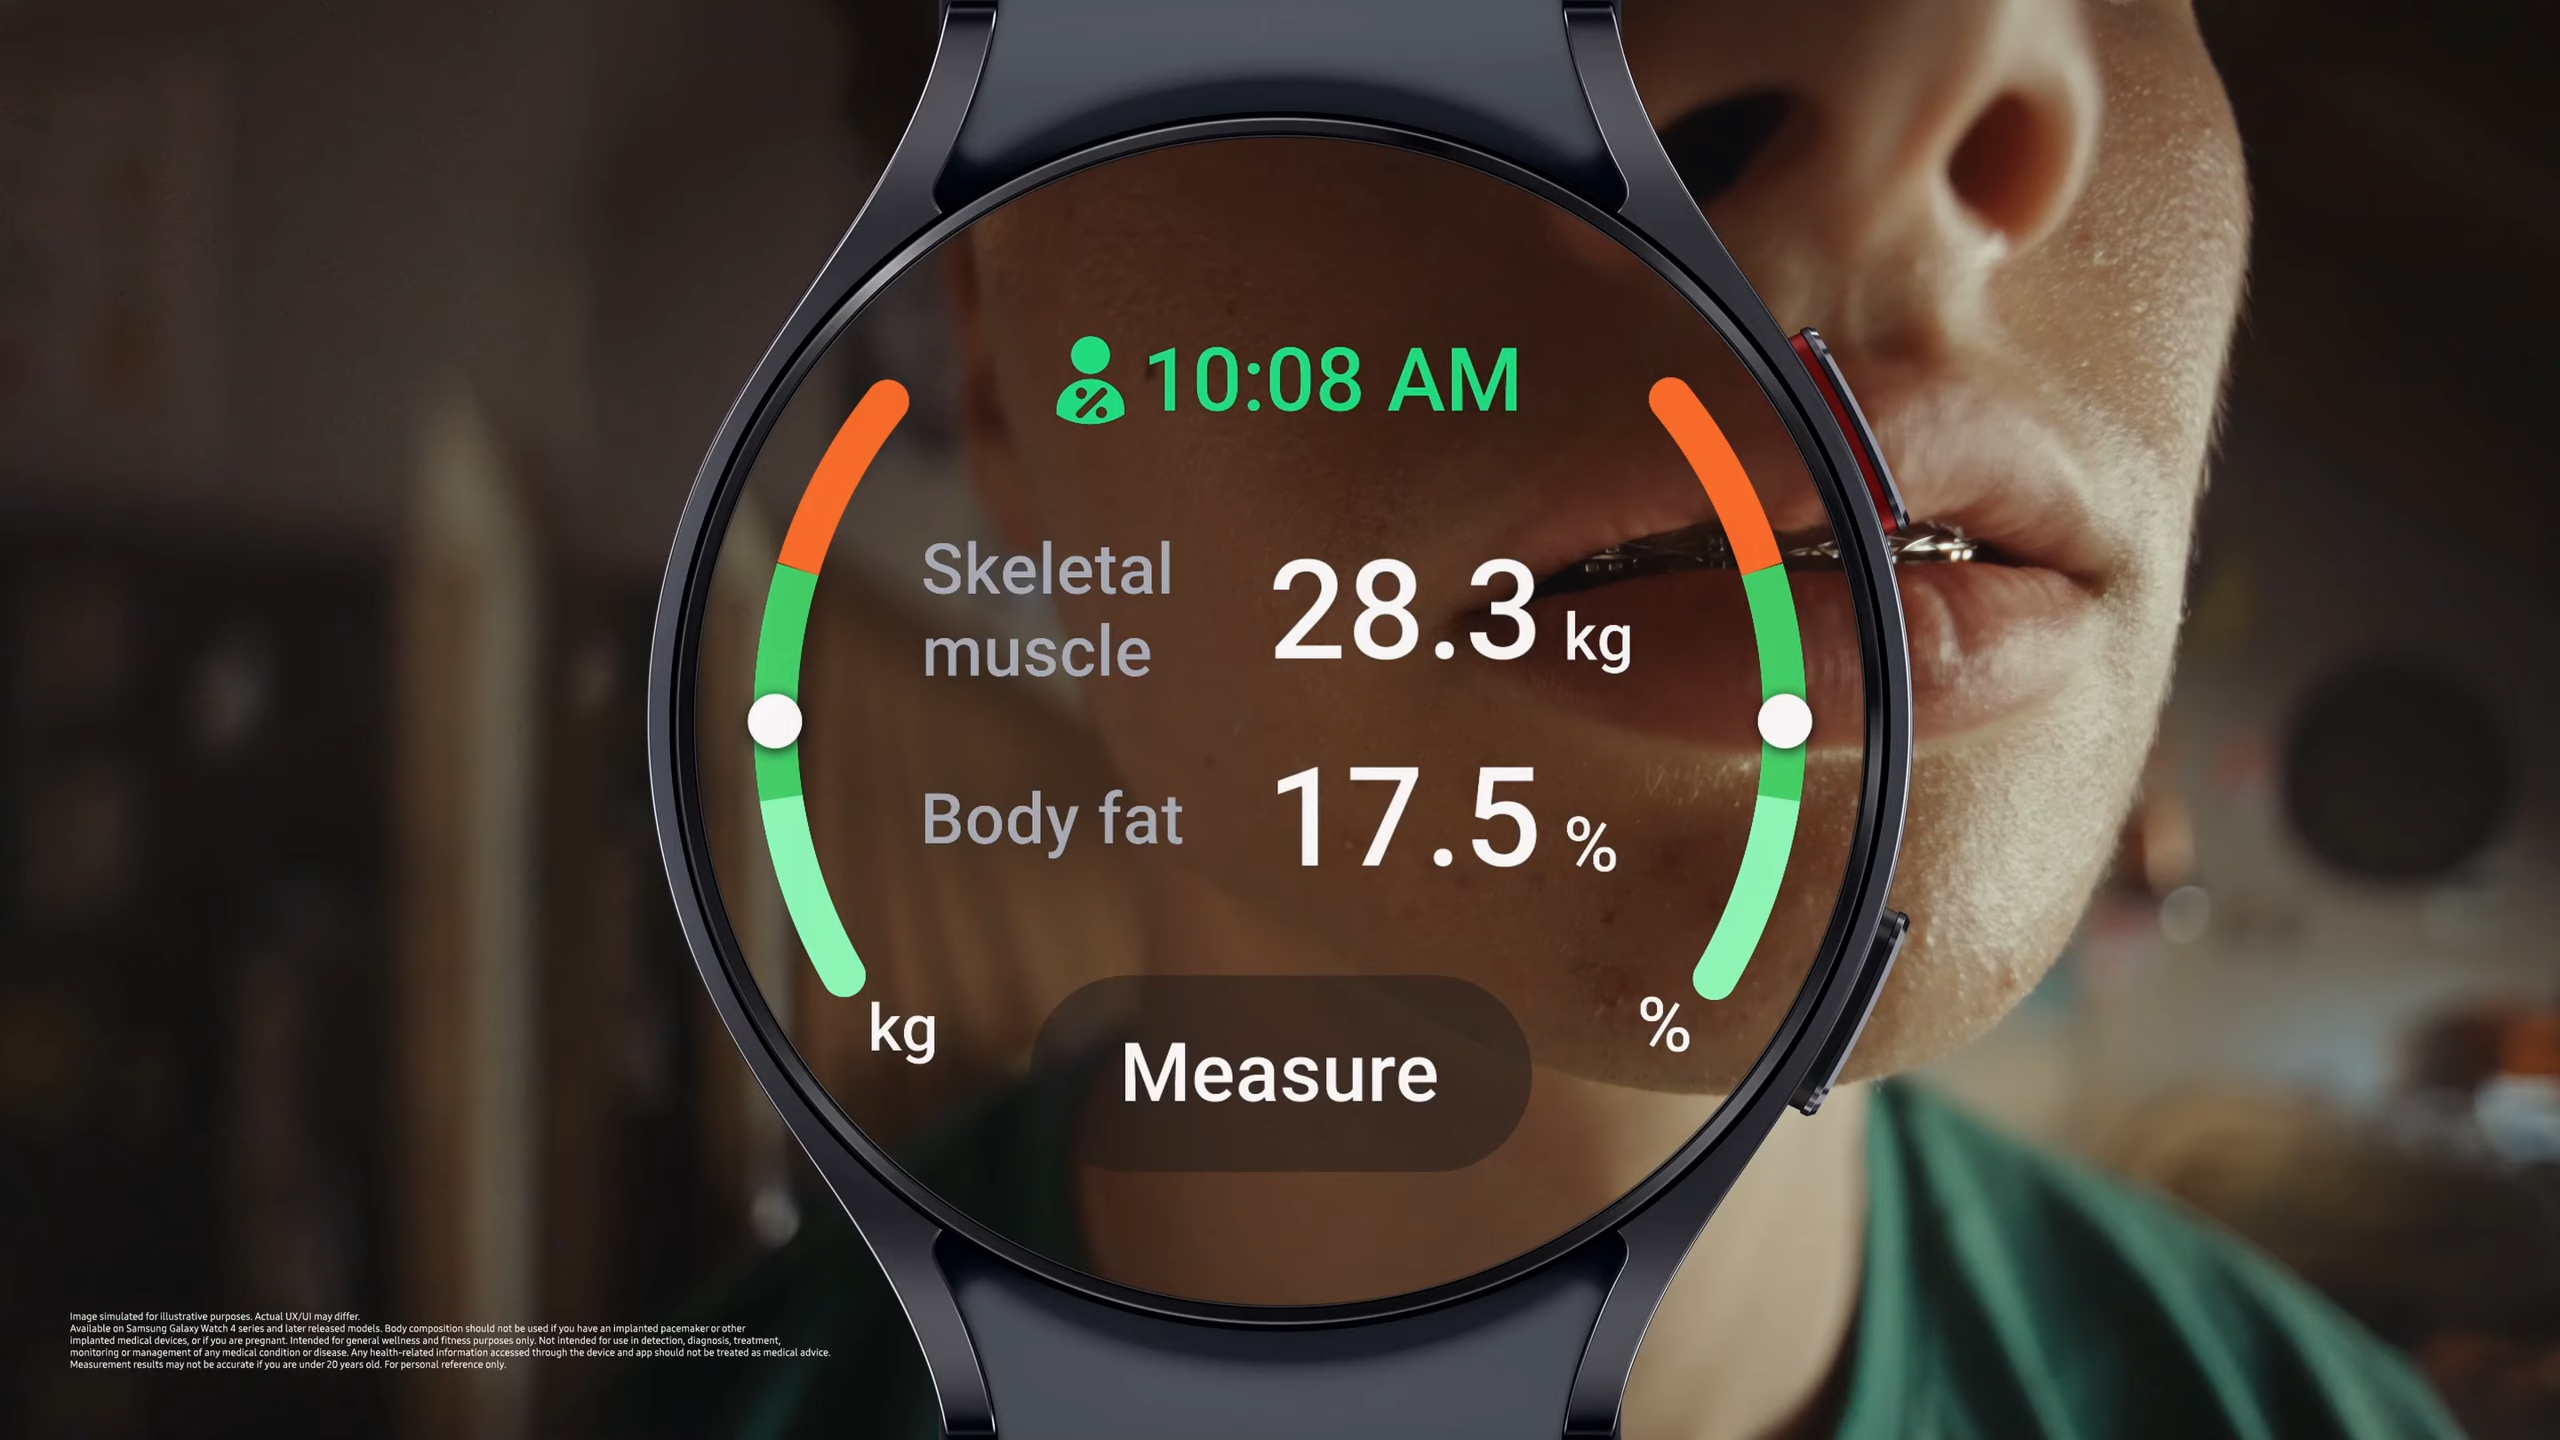 10:08 AM
Skeletal
muscle
28.3 kg
Body fat
17.5 %
kg
%
Measure
Image simulated for illustrative purposes. Actual UX/UI may differ.
Available on Samsung Galaxy Watch 4 series and later released models. Body composition should not be used if you have an implanted pacemaker or other
implanted medical devices, or if you are pregnant. Intended for general wellness and fitness purposes only. Not intended for use in detection, diagnosis, treatment,
monitoring or management of any medical condition or disease. Any health-related information accessed through the device and app should not be treated as medical advice.
Measurement results may not be accurate if you are under 20 years old. For personal reference only.